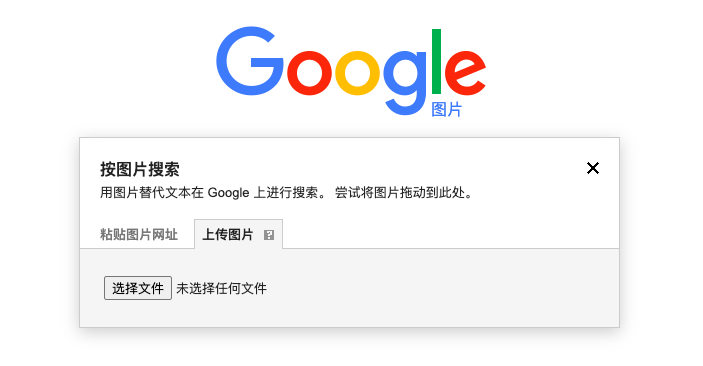 Google
图片
按图片搜索
用图片替代文本在 Google 上进行搜索。 尝试将图片拖动到此处。
粘贴图片网址 上传图片 ?
选择文件 未选择任何文件